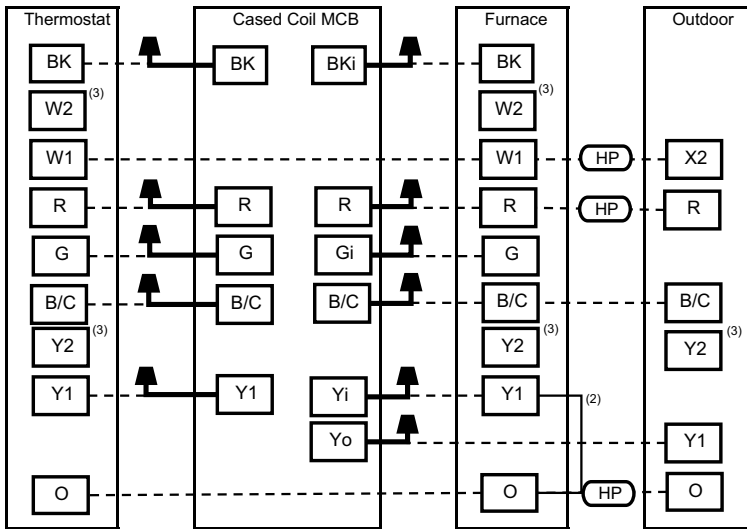 Thermostat Cased Coil MCB Furnace Outdoor
BK BK BKi BK
W2 (3) W2 (3)
W1 W1 HP X2
R R R R HP R
G G Gi G
B/C B/C B/C B/C B/C
Y2 (3) Y2 (3) Y2 (3)
Y1 Y1 Yi Y1 (2)
Yo Y1
O O HP O